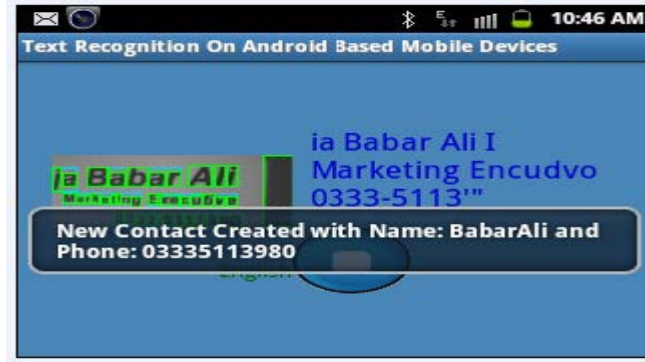 10:46 AM
Text Recognition On Android Based Mobile Devices
ia Babar Ali I
Marketing Encudvo
0333-5113'"
ia Babar Ali
Marketing Executive
New Contact Created with Name: BabarAli and
Phone: 03335113980
English